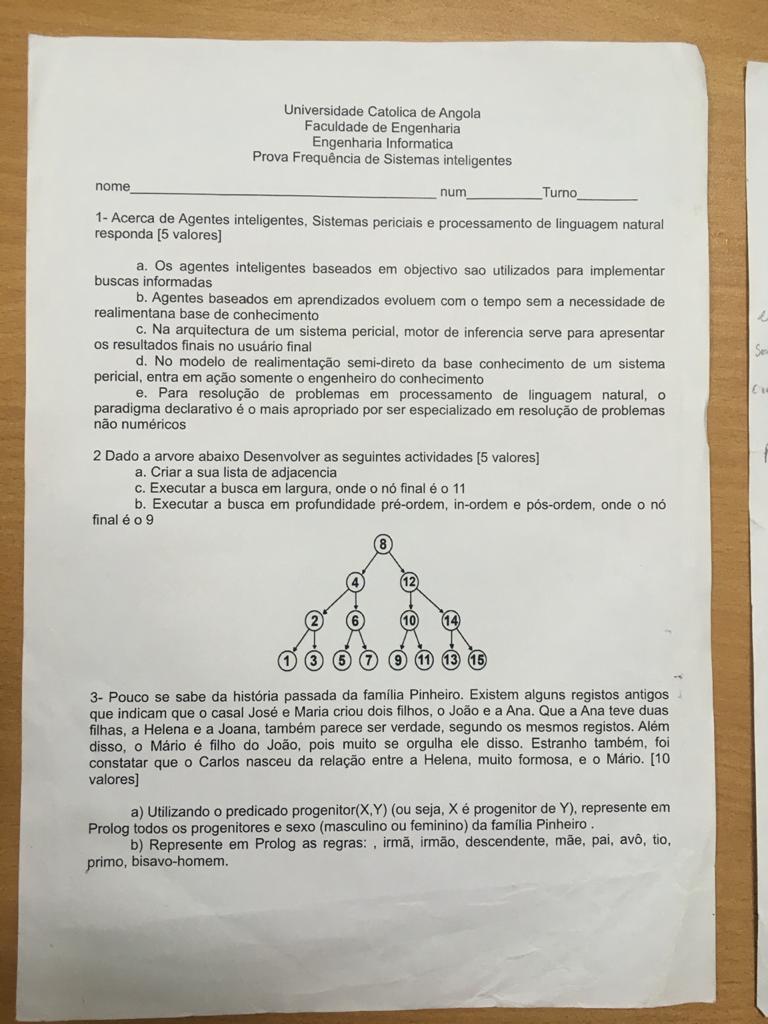 Universidade Catolica de Angola
Faculdade de Engenharia
Engenharia Informatica
Prova Frequência de Sistemas inteligentes
nome__________ num__________Turno________
1- Acerca de Agentes inteligentes, Sistemas periciais e processamento de linguagem natural
responda [5 valores]
a. Os agentes inteligentes baseados em objectivo sao utilizados para implementar
buscas informadas
b. Agentes baseados em aprendizados evoluem com o tempo sem a necessidade de
realimentana base de conhecimento
c. Na arquitectura de um sistema pericial, motor de inferencia serve para apresentar
os resultados finais no usuário final
d. No modelo de realimentação semi-direto da base conhecimento de um sistema
pericial, entra em ação somente o engenheiro do conhecimento
e. Para resolução de problemas em processamento de linguagem natural, o
paradigma declarativo é o mais apropriado por ser especializado em resolução de problemas
não numéricos
2 Dado a arvore abaixo Desenvolver as seguintes actividades [5 valores]
a. Criar a sua lista de adjacencia
c. Executar a busca em largura, onde o nó final é o 11
b. Executar a busca em profundidade pré-ordem, in-ordem e pós-ordem, onde o nó
final é o 9
8
4 12
2 6 10 14
1 3 5 7 9 11 13 15
3- Pouco se sabe da história passada da família Pinheiro. Existem alguns registos antigos
que indicam que o casal José e Maria criou dois filhos, o João e a Ana. Que a Ana teve duas
filhas, a Helena e a Joana, também parece ser verdade, segundo os mesmos registos. Além
disso, o Mário é filho do João, pois muito se orgulha ele disso. Estranho também, foi
constatar que o Carlos nasceu da relação entre a Helena, muito formosa, e o Mário. [10
valores]
a) Utilizando o predicado progenitor(X,Y) (ou seja, X é progenitor de Y), represente em
Prolog todos os progenitores e sexo (masculino ou feminino) da família Pinheiro .
b) Represente em Prolog as regras: , irmã, irmão, descendente, mãe, pai, avô, tio,
primo, bisavo-homem.